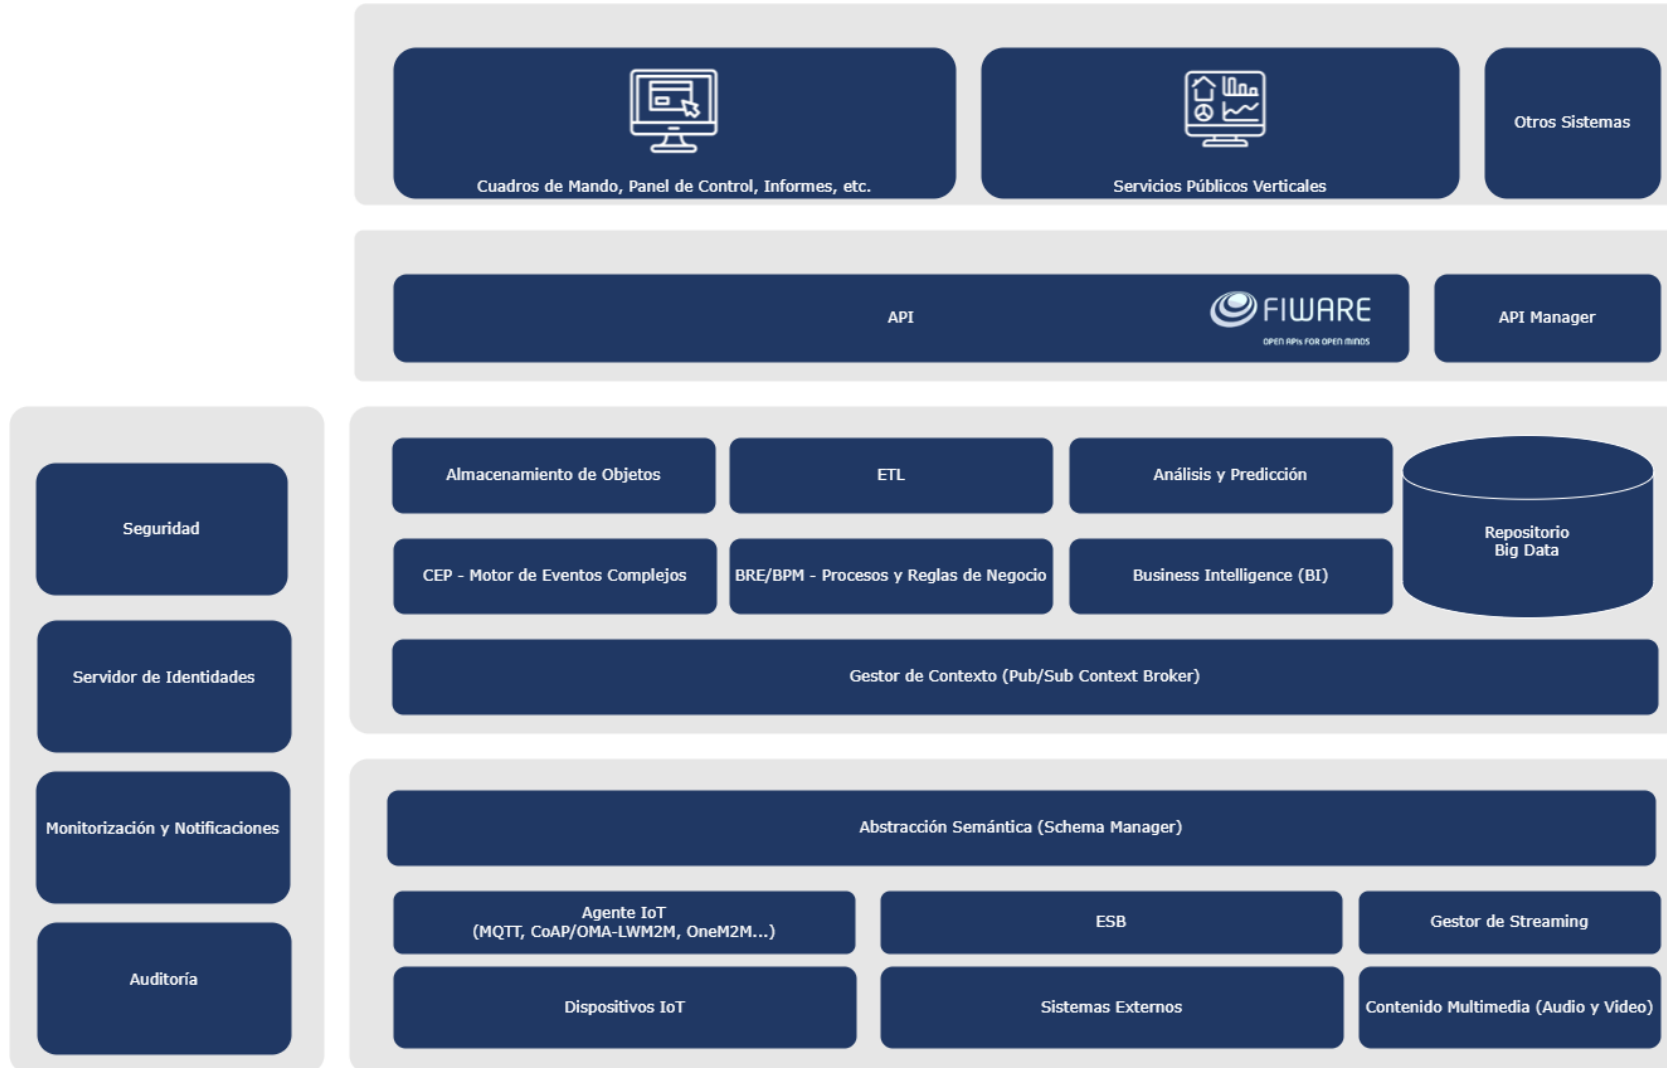 Cuadros de Mando, Panel de Control, Informes, etc.
Servicios Públicos Verticales
Otros Sistemas
API
FIWARE
OPEN APIs FOR OPEN MINDS
API Manager
Seguridad
Servidor de Identidades
Monitorización y Notificaciones
Auditoría
Almacenamiento de Objetos
ETL
Análisis y Predicción
Repositorio
Big Data
CEP - Motor de Eventos Complejos
BRE/BPM - Procesos y Reglas de Negocio
Business Intelligence (BI)
Gestor de Contexto (Pub/Sub Context Broker)
Abstracción Semántica (Schema Manager)
Agente IoT
(MQTT, CoAP/OMA-LWM2M, OneM2M...)
ESB
Gestor de Streaming
Dispositivos IoT
Sistemas Externos
Contenido Multimedia (Audio y Video)